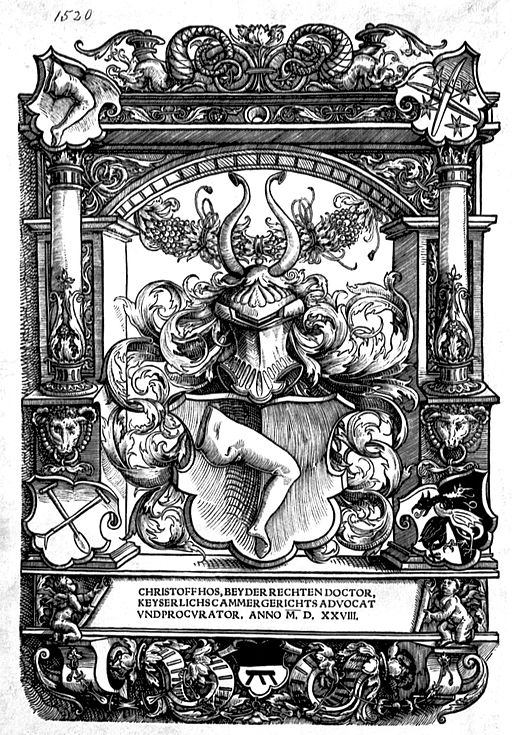 1520
CHRISTOFF HOS, BEYDER RECHTEN DOCTOR,
KEYSERLICHS CAMMERGERICHTS ADVOCAT
VND PROCVRATOR, ANNO M. D. XXVIII.